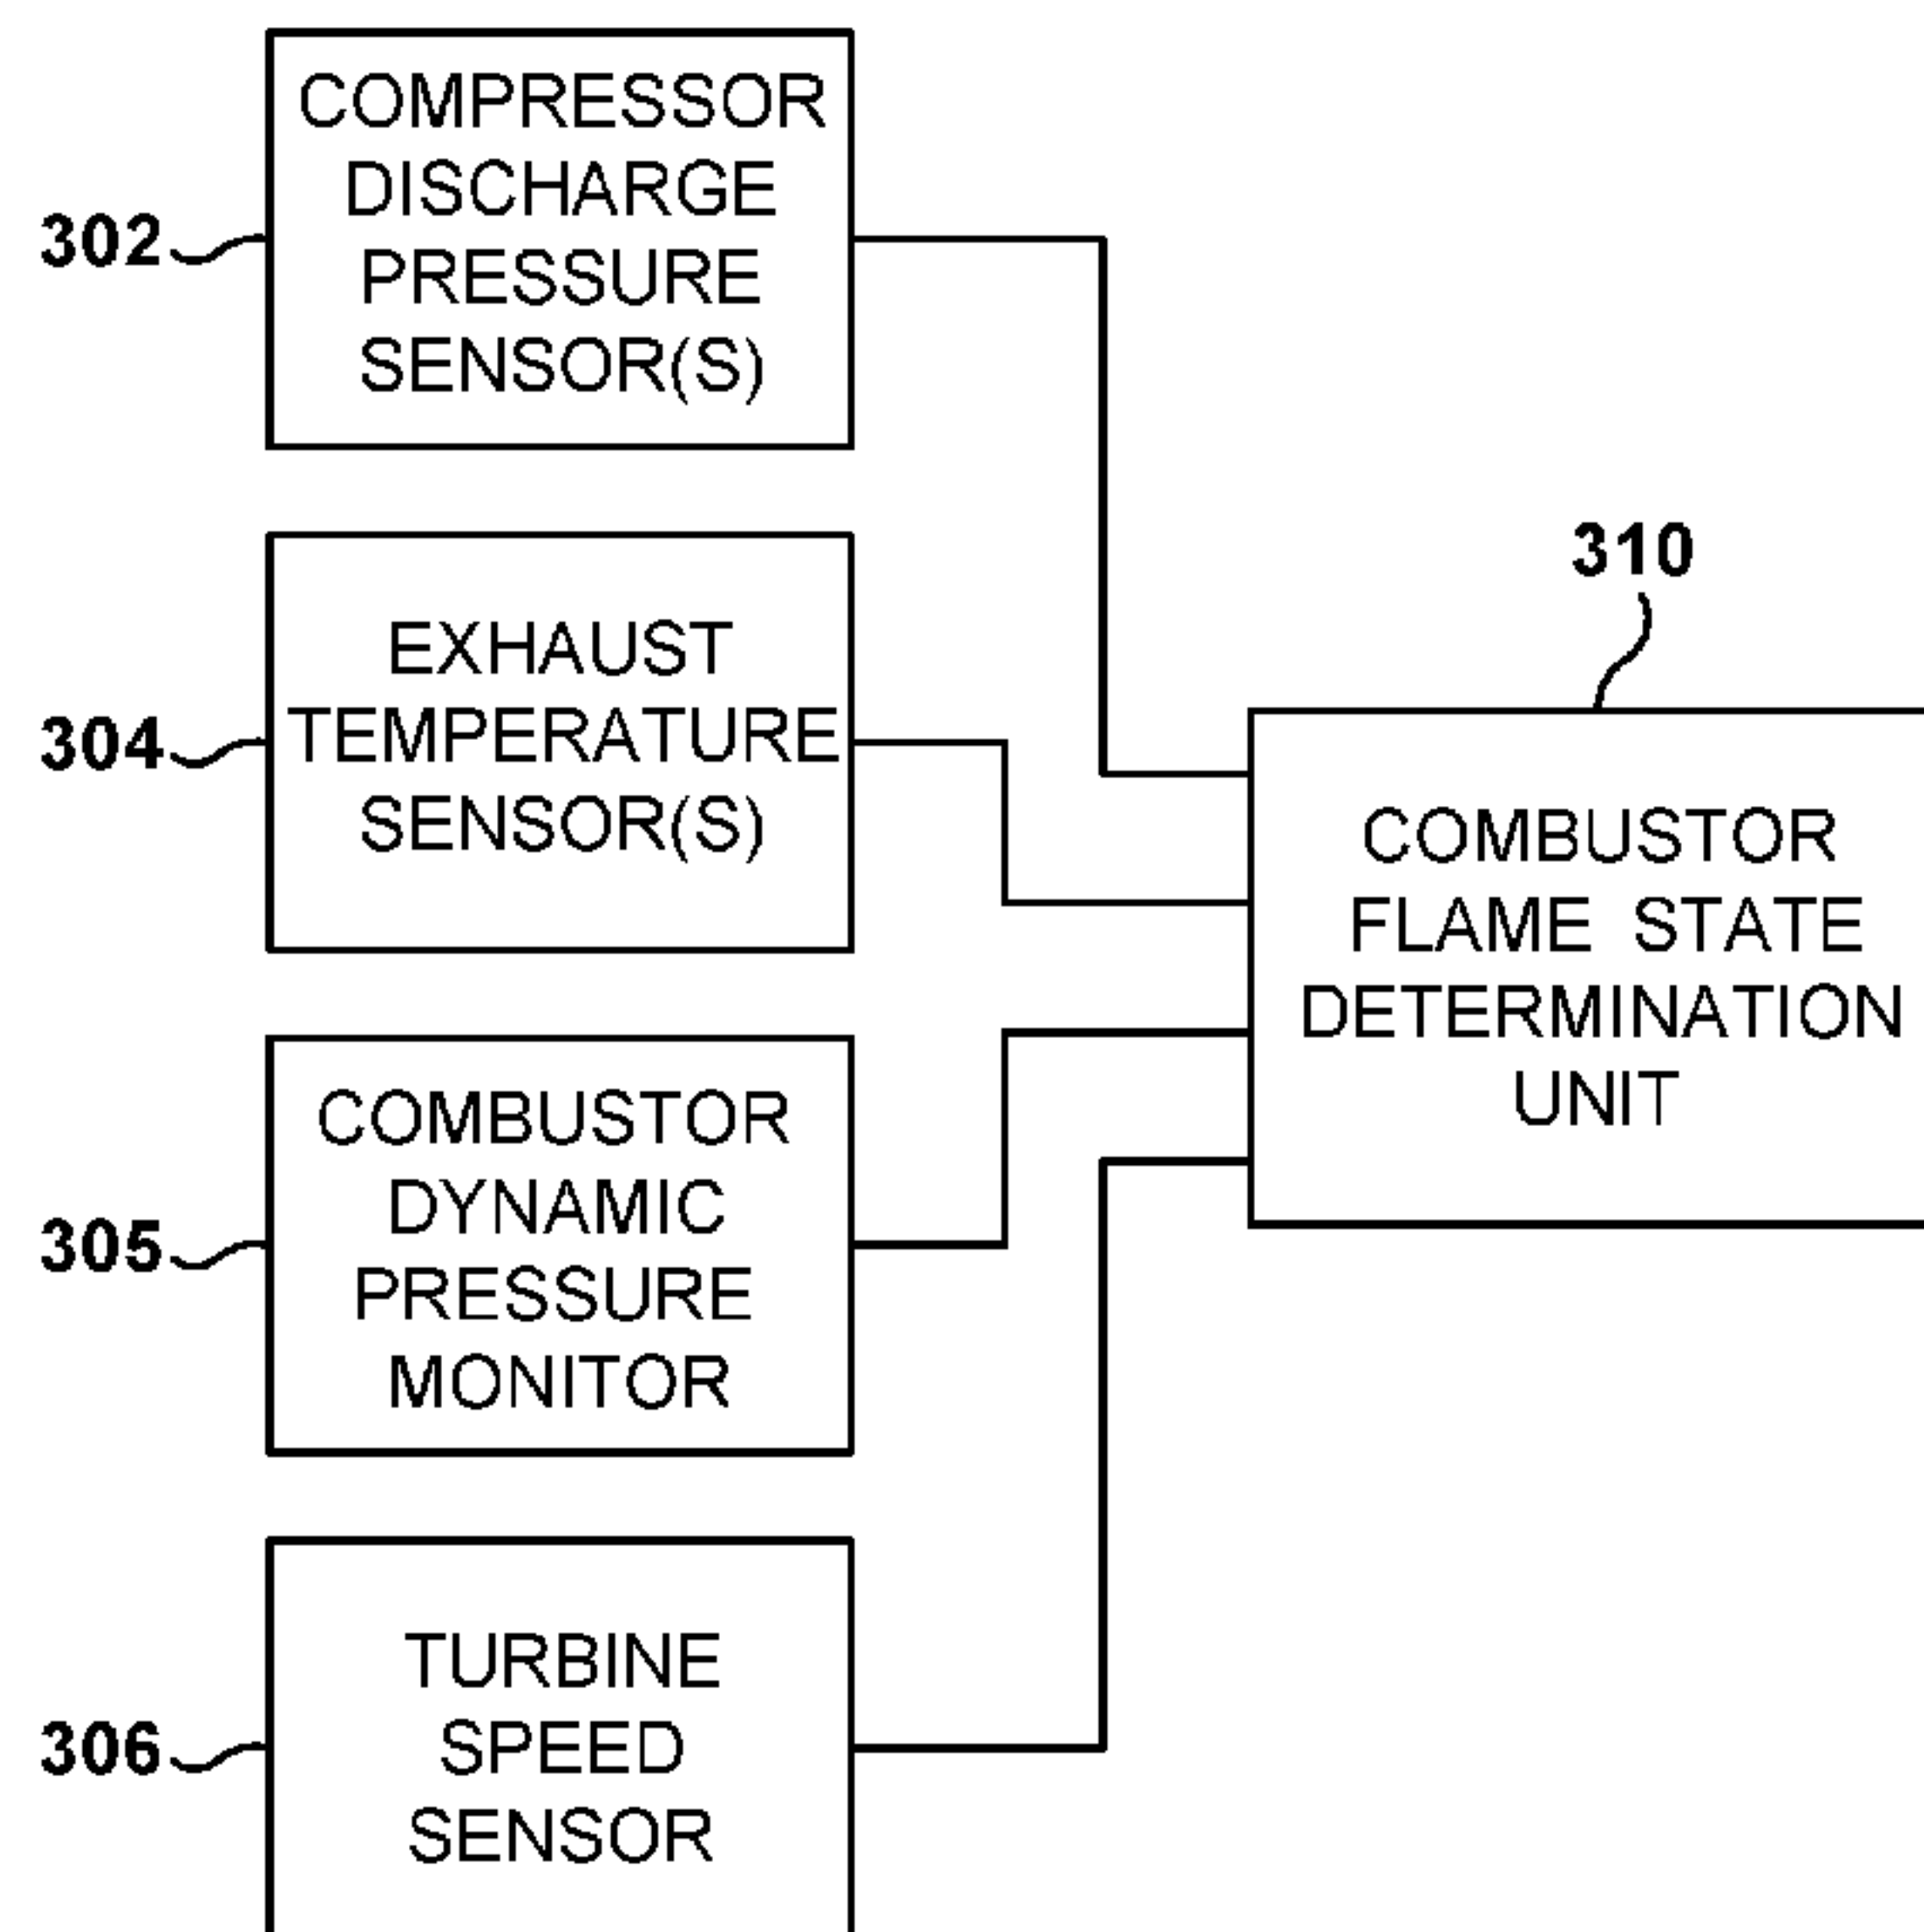 COMPRESSOR
DISCHARGE
PRESSURE
SENSOR(S)
302
EXHAUST
TEMPERATURE
SENSOR(S)
304
310
COMBUSTOR
FLAME STATE
DETERMINATION
UNIT
COMBUSTOR
DYNAMIC
PRESSURE
MONITOR
305
TURBINE
SPEED
SENSOR
306